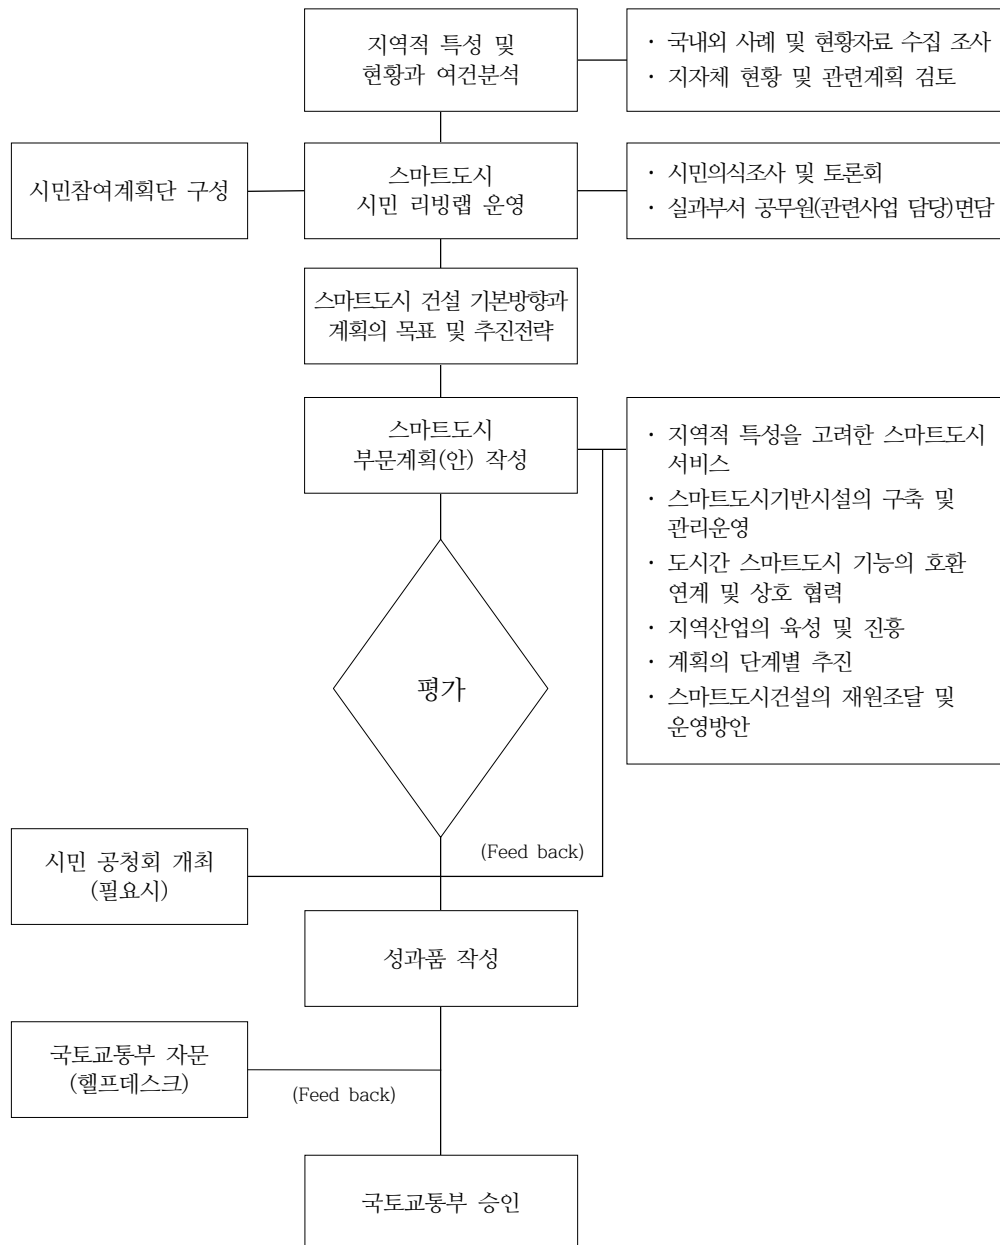 지역적 특성 및
현황과 여건분석
· 국내외 사례 및 현황자료 수집 조사
· 지자체 현황 및 관련계획 검토
시민참여계획단 구성
스마트도시
시민 리빙랩 운영
· 시민의식조사 및 토론회
· 실과부서 공무원(관련사업 담당)면담
스마트도시 건설 기본방향과
계획의 목표 및 추진전략
스마트도시
부문계획(안) 작성
· 지역적 특성을 고려한 스마트도시
서비스
· 스마트도시기반시설의 구축 및
관리운영
· 도시간 스마트도시 기능의 호환
연계 및 상호 협력
· 지역산업의 육성 및 진흥
· 계획의 단계별 추진
· 스마트도시건설의 재원조달 및
운영방안
평가
(Feed back)
시민 공청회 개최
(필요시)
성과품 작성
국토교통부 자문
(헬프데스크)
(Feed back)
국토교통부 승인